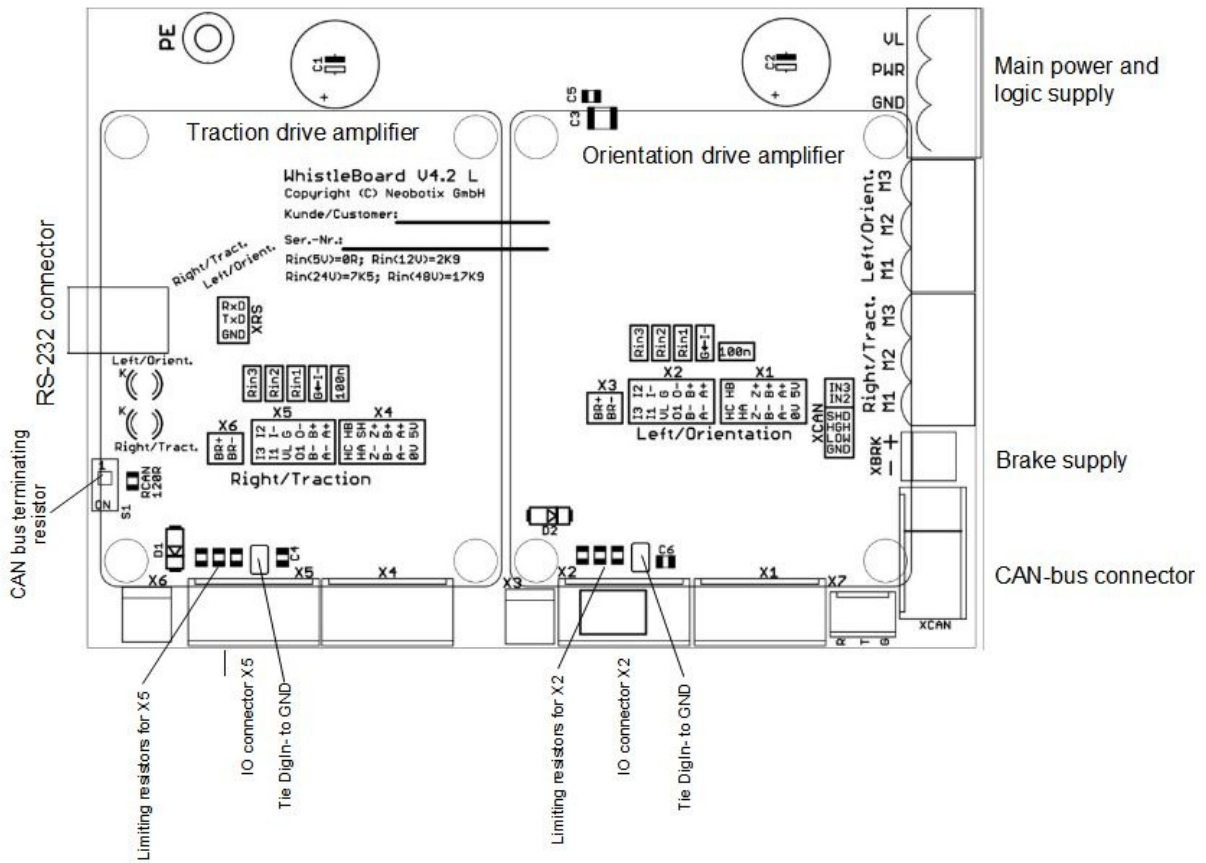 PE
C1
+
C2
+
VL
PWR
GND
Main power and
logic supply
C5
C3
Traction drive amplifier
Orientation drive amplifier
WhistleBoard V4.2 L
Copyright (C) Neobotix GmbH
Kunde/Customer:
Ser.-Nr.:
Rin(5V)=0R; Rin(12V)=2K9
Rin(24V)=7K5; Rin(48V)=17K9
Right/Tract.
Left/Orient.
Left/Orient.
M3
M2
M1
Right/Tract.
M3
M2
M1
RS-232 connector
RxD
TxD
GND
XRS
Left/Orient.
K
K
Right/Tract.
Rin3
Rin2
Rin1
G←I-
100n
X6
BR+
BR-
X5
I3 I2
I1 I-
VL G
O1 O-
B- B+
A- A+
X4
HC HB
HA SH
Z- Z+
B- B+
A- A+
0V 5V
Right/Traction
Rin3
Rin2
Rin1
G←I-
100n
X3
BR+
BR-
X2
I3 I2
I1 I-
VL G
O1 O-
B- B+
A- A+
X1
HC HB
HA
Z- Z+
B- B+
A- A+
0V 5V
Left/Orientation
XCAN
IN3
IN2
SHD
HGH
LOW
GND
XBRK
- +
Brake supply
CAN-bus connector
CAN bus terminating
resistor
1
ON
S1
RCAN
120R
D1
C4
D2
C6
X6
X5
X4
X3
X2
X1
X7
R
T
G
XCAN
Limiting resistors for X5
IO connector X5
Tie DigIn- to GND
Limiting resistors for X2
IO connector X2
Tie DigIn- to GND